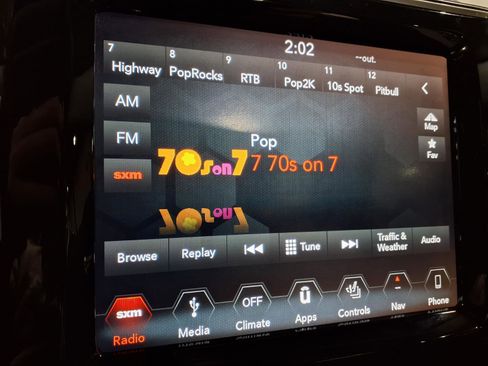 2:02
--out.
7 8 9 10 11 12
Highway PopRocks RTB Pop2K 10s Spot Pitbull
AM
Map
FM
Pop
Fav
sxm
70s on 7 7 70s on 7
Browse Replay Tune Traffic & Weather Audio
sxm OFF
Radio Media Climate Apps Controls Nav Phone